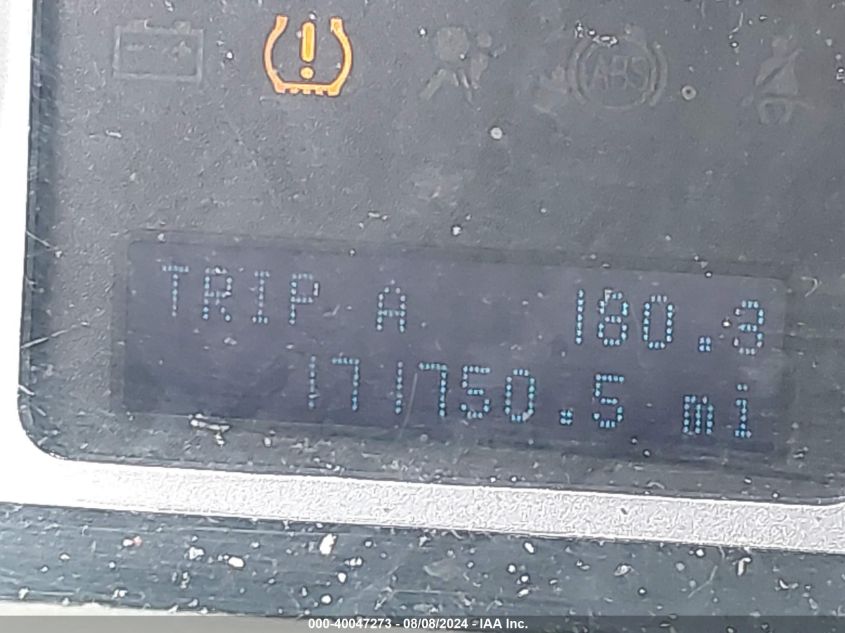 ABS
TRIP A 180.3
171750.5 mi
000-40047273 - 08/08/2024 - IAA Inc.